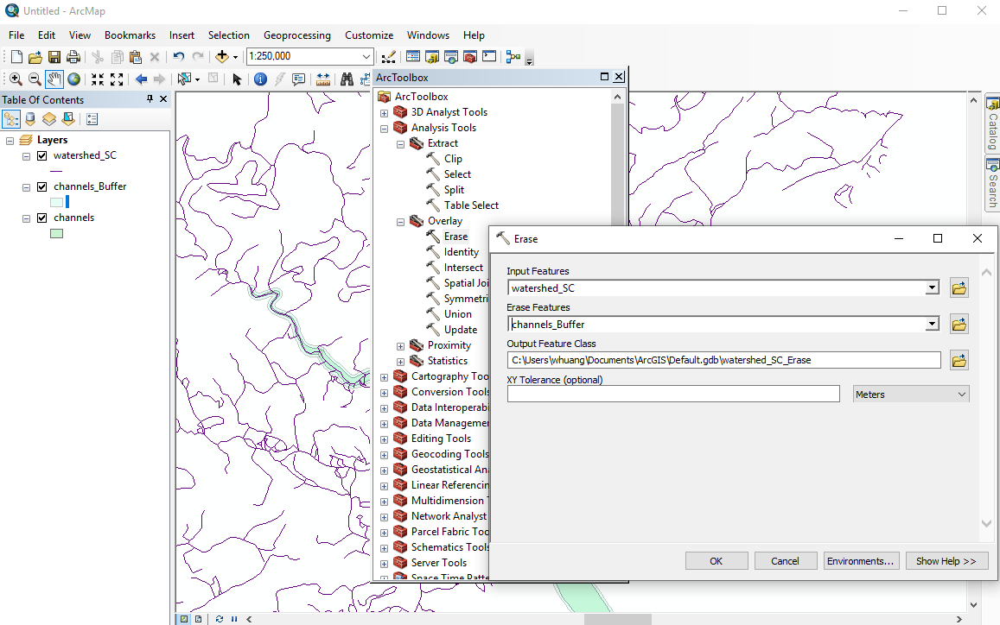 Untitled - ArcMap
File Edit View Bookmarks Insert Selection Geoprocessing Customize Windows Help
1:250,000
Table Of Contents
Layers
watershed_SC
channels_Buffer
channels
ArcToolbox
ArcToolbox
3D Analyst Tools
Analysis Tools
Extract
Clip
Select
Split
Table Select
Overlay
Erase
Identity
Intersect
Spatial Joi
Symmetri
Union
Update
Proximity
Statistics
Cartography Too
Conversion Tools
Data Interoperabi
Data Managemen
Editing Tools
Geocoding Tools
Geostatistical Ana
Linear Referencin
Multidimension T
Network Analyst
Parcel Fabric Too
Schematics Tools
Server Tools
Space Time Patte
Erase
Input Features
watershed_SC
Erase Features
channels_Buffer
Output Feature Class
C:\Users\whuang\Documents\ArcGIS\Default.gdb\watershed_SC_Erase
XY Tolerance (optional)
Meters
OK Cancel Environments... Show Help >>
Catalog
Search